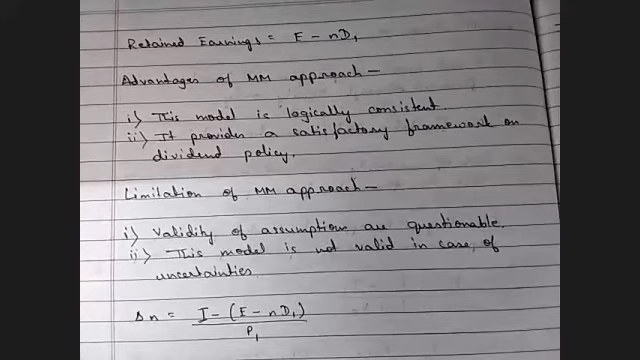 Retained Earnings = E - nD₁
Advantages of MM approach -
i) This model is logically consistent.
ii) It provides a satisfactory framework on
dividend policy.
Limitation of MM approach -
i) Validity of assumption are questionable.
ii) This model is not valid in case of
uncertainties
Δn = I - (E - nD₁)
P₁